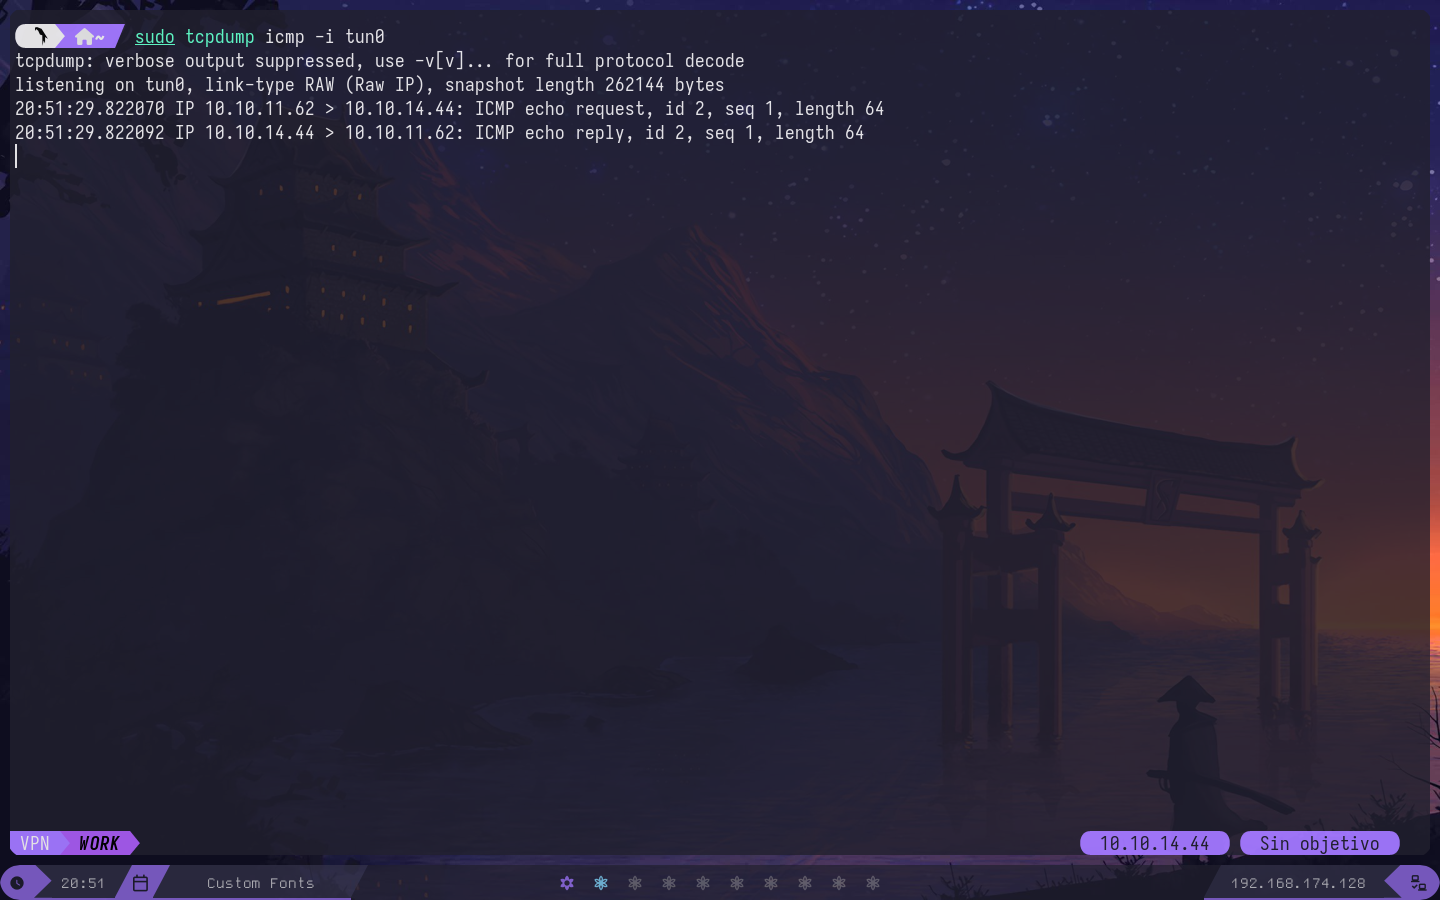 ~ sudo tcpdump icmp -i tun0
tcpdump: verbose output suppressed, use -v[v]... for full protocol decode
listening on tun0, link-type RAW (Raw IP), snapshot length 262144 bytes
20:51:29.822070 IP 10.10.11.62 > 10.10.14.44: ICMP echo request, id 2, seq 1, length 64
20:51:29.822092 IP 10.10.14.44 > 10.10.11.62: ICMP echo reply, id 2, seq 1, length 64
VPN WORK 10.10.14.44 Sin objetivo
20:51 Custom Fonts 192.168.174.128